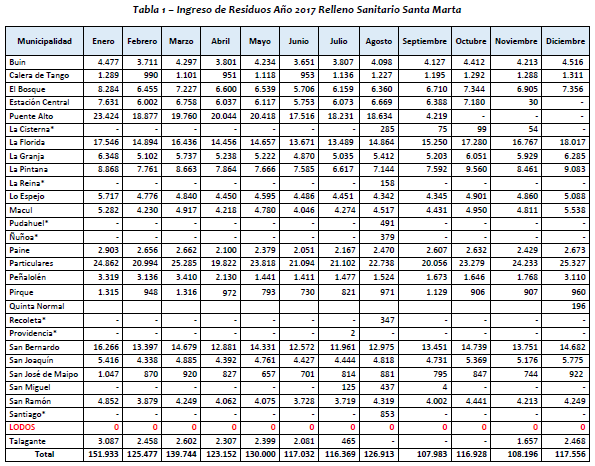 Tabla 1 – Ingreso de Residuos Año 2017 Relleno Sanitario Santa Marta
Municipalidad Enero Febrero Marzo Abril Mayo Junio Julio Agosto Septiembre Octubre Noviembre Diciembre
Buin 4.477 3.711 4.297 3.801 4.234 3.651 3.807 4.098 4.127 4.412 4.213 4.516
Calera de Tango 1.289 990 1.101 951 1.118 953 1.136 1.227 1.195 1.292 1.288 1.311
El Bosque 8.284 6.455 7.227 6.600 6.539 5.706 6.159 6.360 6.710 7.344 6.905 7.356
Estación Central 7.631 6.002 6.758 6.037 6.117 5.753 6.073 6.669 6.388 7.180 30 -
Puente Alto 23.424 18.877 19.760 20.044 20.418 17.518 18.231 18.634 4.219 - - -
La Cisterna* - - - - - - - 285 75 99 54 -
La Florida 17.546 14.894 16.436 14.456 14.657 13.671 13.489 14.864 15.250 17.280 16.767 18.017
La Granja 6.348 5.102 5.737 5.238 5.222 4.870 5.035 5.412 5.203 6.051 5.929 6.285
La Pintana 8.868 7.761 8.663 7.864 7.666 7.585 6.617 7.144 7.592 9.560 8.461 9.083
La Reina* - - - - - - - 158 - - - -
Lo Espejo 5.717 4.776 4.840 4.450 4.595 4.486 4.451 4.342 4.345 4.901 4.860 5.088
Macul 5.282 4.230 4.917 4.218 4.780 4.046 4.274 4.517 4.431 4.950 4.811 5.538
Pudahuel* - - - - - - - 491 - - - -
Ñuñoa* - - - - - - - 379 - - - -
Paine 2.903 2.656 2.662 2.100 2.379 2.051 2.167 2.470 2.607 2.632 2.429 2.673
Particulares 24.862 20.994 25.285 19.822 23.818 21.094 21.102 22.738 20.056 23.279 24.233 25.327
Peñalolén 3.319 3.136 3.410 2.130 1.441 1.411 1.477 1.524 1.673 1.646 1.768 3.110
Pirque 1.315 948 1.316 972 793 730 821 971 1.129 906 907 960
Quinta Normal 196
Recoleta* - - - - - - - 347 - - - -
Providencia* - - - - - - 2 - - - - -
San Bernardo 16.266 13.397 14.679 12.881 14.331 12.572 11.961 12.975 13.451 14.739 13.751 14.682
San Joaquín 5.416 4.338 4.885 4.392 4.761 4.427 4.444 4.818 4.731 5.369 5.176 5.775
San José de Maipo 1.047 870 920 827 657 701 814 881 795 847 744 922
San Miguel - - - - - - 125 437 4 - - -
San Ramón 4.852 3.879 4.249 4.062 4.075 3.728 3.719 4.319 4.002 4.441 4.213 4.249
Santiago* - - - - - - - 853 - - - -
LODOS 0 0 0 0 0 0 0 0 0 0 0 0
Talagante 3.087 2.458 2.602 2.307 2.399 2.081 465 - - - 1.657 2.468
Total 151.933 125.477 139.744 123.152 130.000 117.032 116.369 126.913 107.983 116.928 108.196 117.556